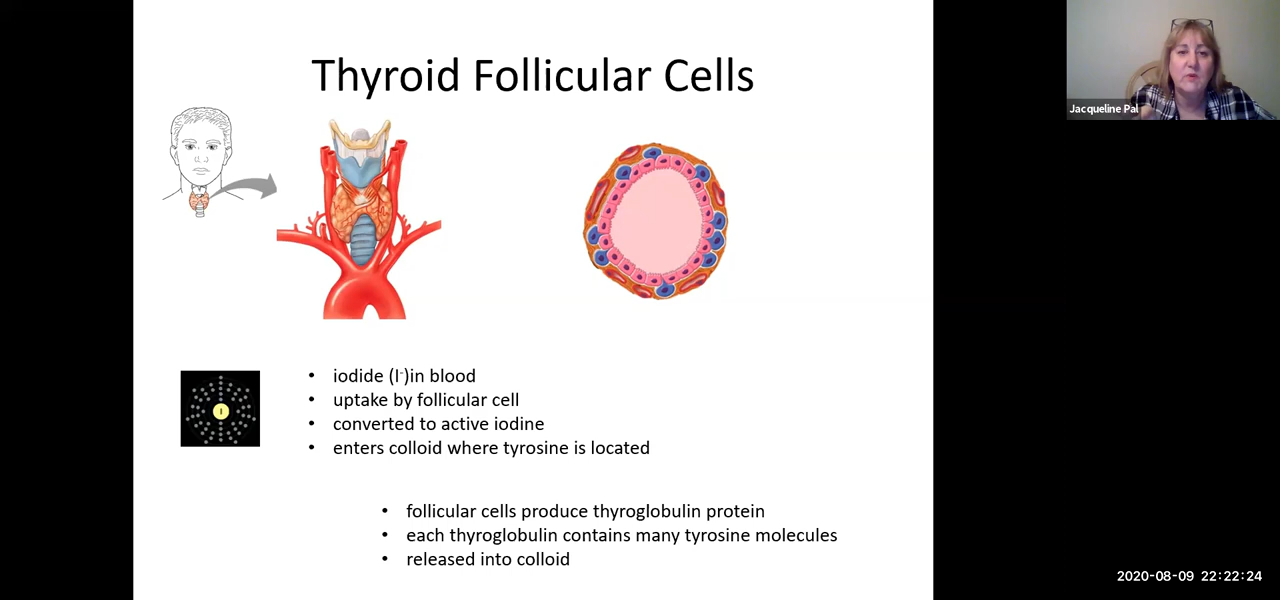 Thyroid Follicular Cells
Jacqueline Pal
• iodide (I⁻)in blood
• uptake by follicular cell
• converted to active iodine
• enters colloid where tyrosine is located
I
• follicular cells produce thyroglobulin protein
• each thyroglobulin contains many tyrosine molecules
• released into colloid
2020-08-09 22:22:24